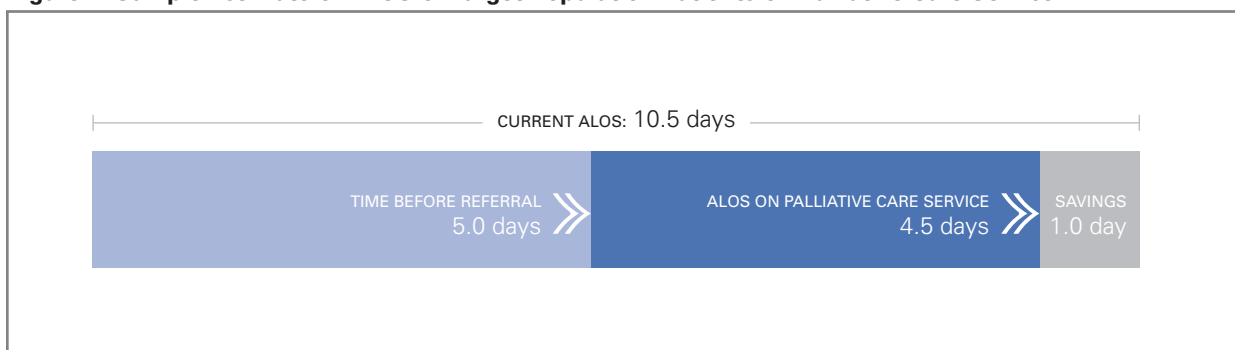 CURRENT ALOS: 10.5 days
TIME BEFORE REFERRAL
5.0 days
ALOS ON PALLIATIVE CARE SERVICE
4.5 days
SAVINGS
1.0 day